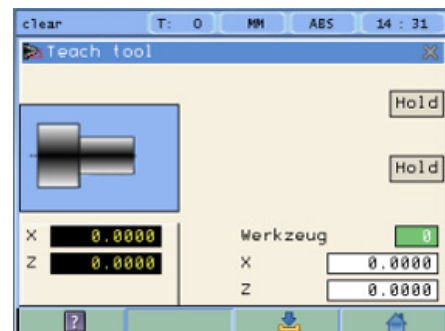 clear T: 0 MM ABS 14 : 31
Teach tool
Hold
Hold
X 0.0000 Werkzeug 0
Z 0.0000 X 0.0000
Z 0.0000
?